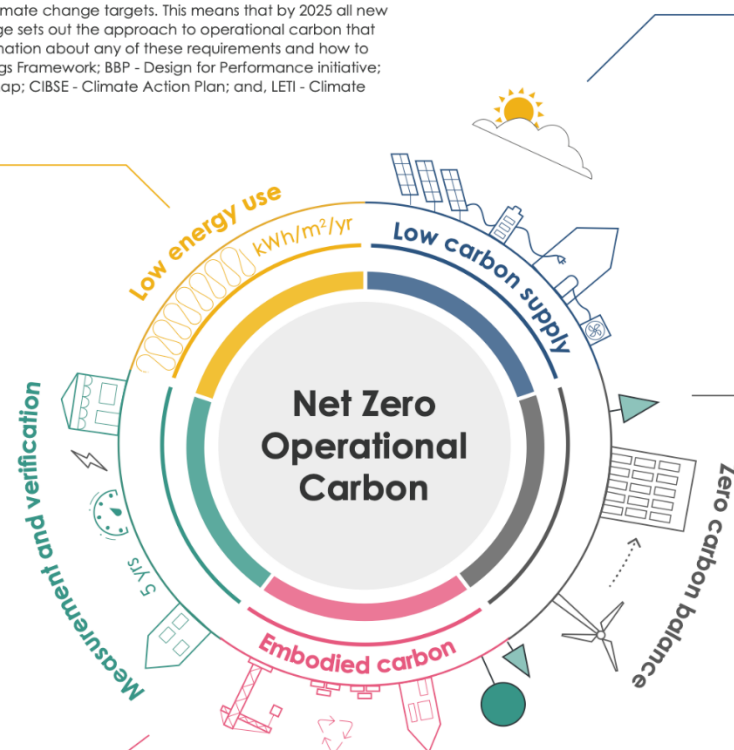 mate change targets. This means that by 2025 all new
ge sets out the approach to operational carbon that
nation about any of these requirements and how to
gs Framework; BBP - Design for Performance initiative;
ap; CIBSE - Climate Action Plan; and, LETI - Climate
Low energy use
kWh/m²/yr
Low carbon supply
Net Zero
Operational
Carbon
Measurement and verification
5 yrs
Zero carbon balance
Embodied carbon